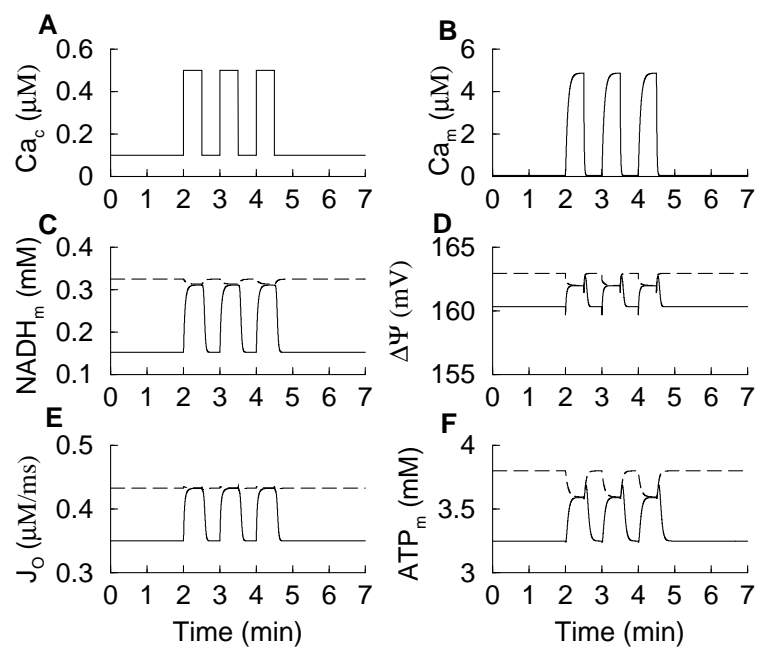 A
0.6
0.4
0.2
0
Ca_c (μM)
0 1 2 3 4 5 6 7
B
6
4
2
0
Ca_m (μM)
0 1 2 3 4 5 6 7
C
0.4
0.3
0.2
0.1
NADH_m (mM)
0 1 2 3 4 5 6 7
D
165
160
155
ΔΨ (mV)
0 1 2 3 4 5 6 7
E
0.5
0.4
0.3
J_O (μM/ms)
0 1 2 3 4 5 6 7
Time (min)
F
4
3.5
3
ATP_m (mM)
0 1 2 3 4 5 6 7
Time (min)